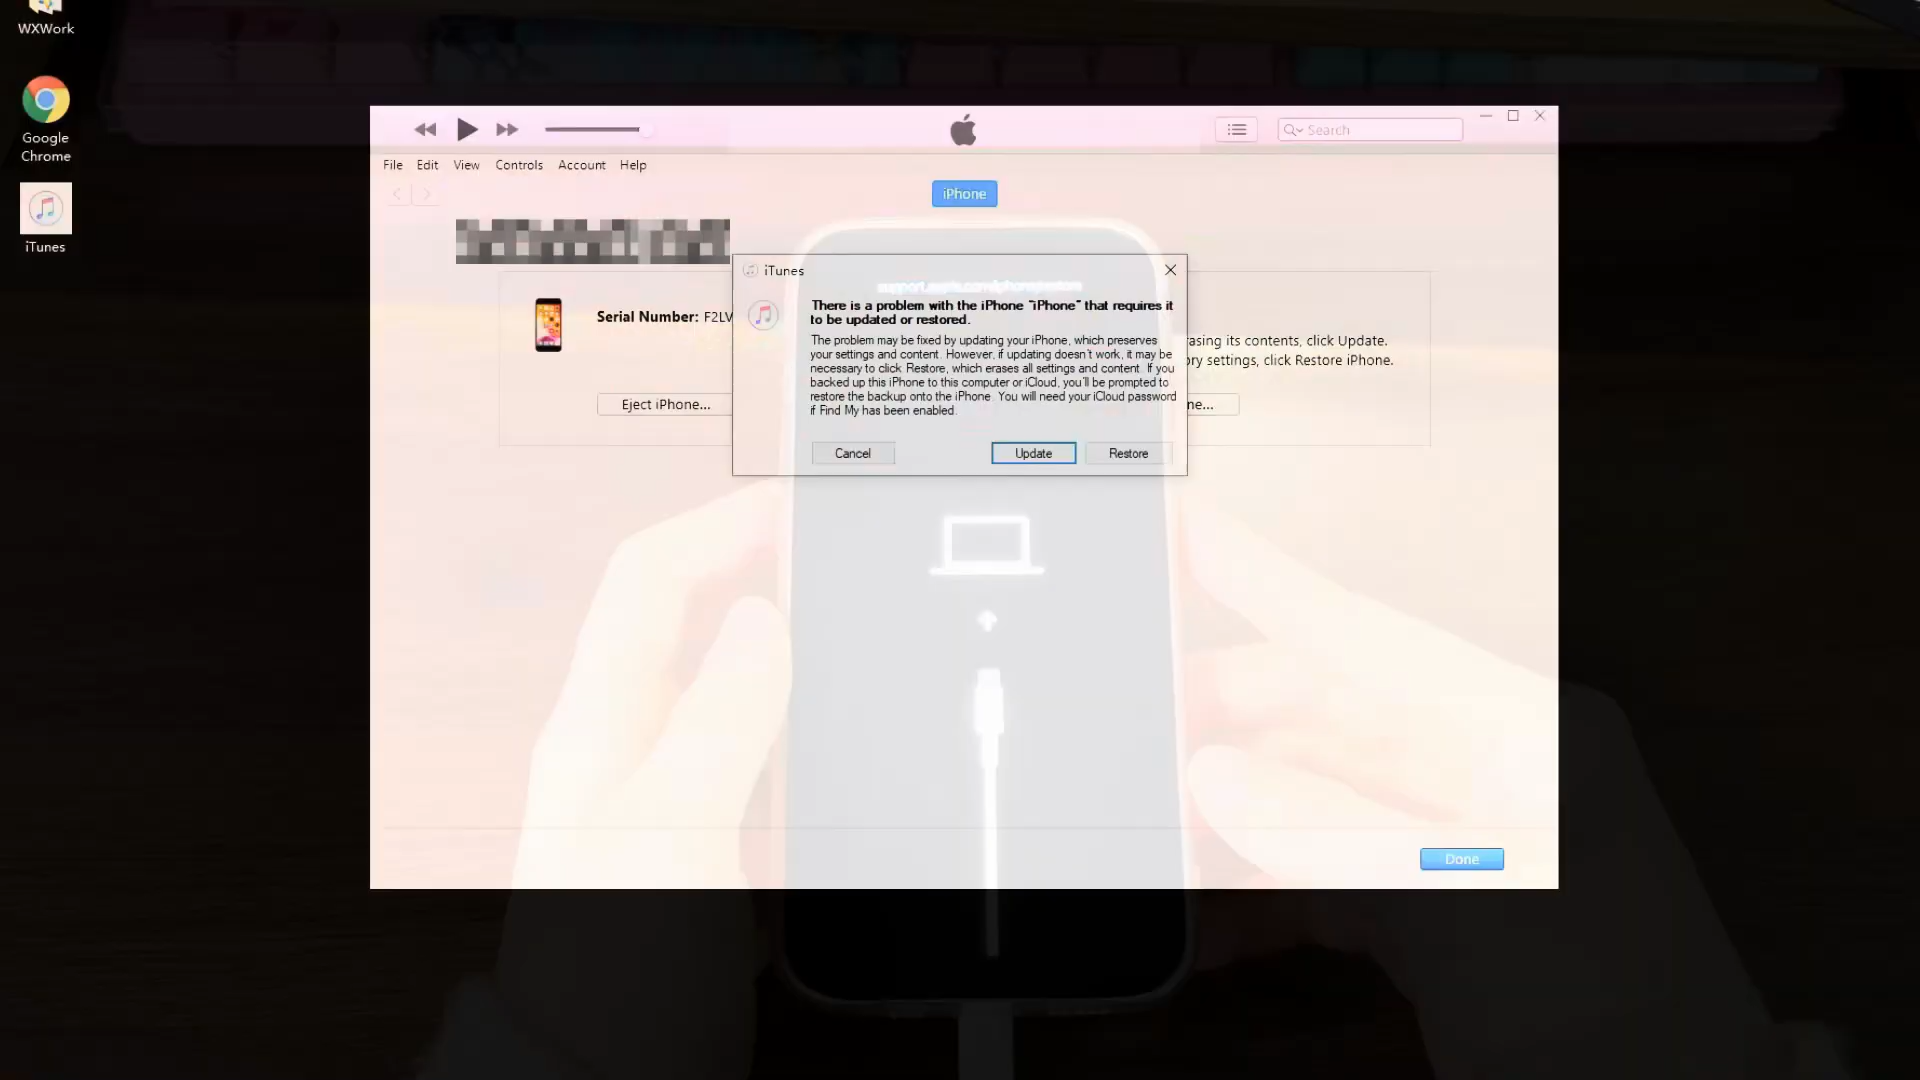 WXWork
Google
Chrome
iTunes
Search
File Edit View Controls Account Help
iPhone
iTunes
support.apple.com/iphone/restore
There is a problem with the iPhone "iPhone" that requires it
to be updated or restored.
Serial Number: F2LV
The problem may be fixed by updating your iPhone, which preserves
your settings and content. However, if updating doesn't work, it may be
necessary to click Restore, which erases all settings and content. If you
backed up this iPhone to this computer or iCloud, you'll be prompted to
restore the backup onto the iPhone. You will need your iCloud password
if Find My has been enabled.
asing its contents, click Update.
ory settings, click Restore iPhone.
Eject iPhone...
ne...
Cancel Update Restore
Done